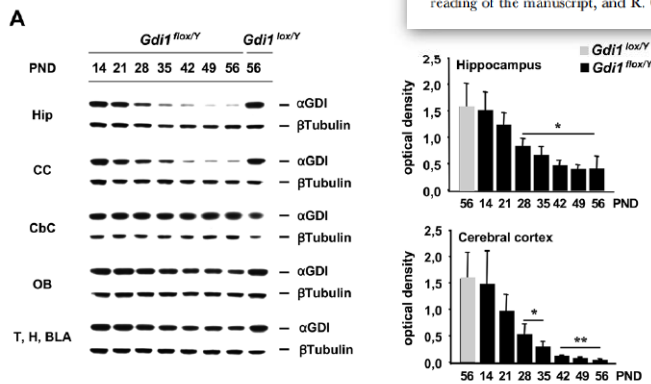 reading of the manuscript, and R.
A
Gdi1 flox/Y Gdi1 lox/Y
PND 14 21 28 35 42 49 56 56
Hip
αGDI
βTubulin
CC
αGDI
βTubulin
CbC
αGDI
βTubulin
OB
αGDI
βTubulin
T, H, BLA
αGDI
βTubulin
Gdi1 lox/Y
Gdi1 flox/Y
Hippocampus
optical density
2,5
2,0
1,5
1,0
0,5
0,0
*
56 14 21 28 35 42 49 56 PND
Cerebral cortex
optical density
2,5
2,0
1,5
1,0
0,5
0,0
*
**
56 14 21 28 35 42 49 56 PND